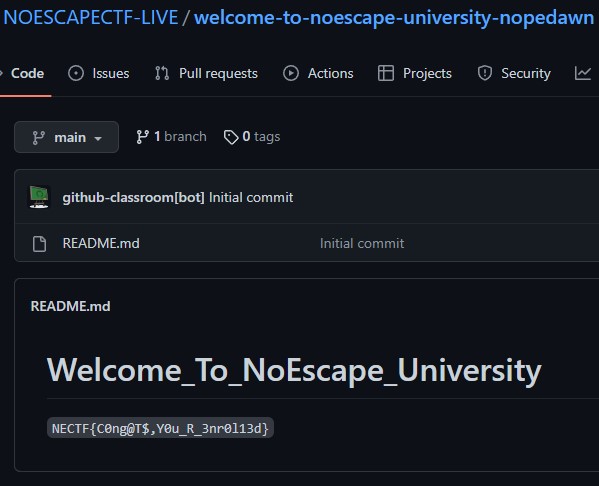 NOESCAPECTF-LIVE / welcome-to-noescape-university-nopedawn
Code Issues Pull requests Actions Projects Security
main 1 branch 0 tags
github-classroom[bot] Initial commit
README.md Initial commit
README.md
Welcome_To_NoEscape_University
NECTF{C0ng@T$,Y0u_R_3nr0l13d}